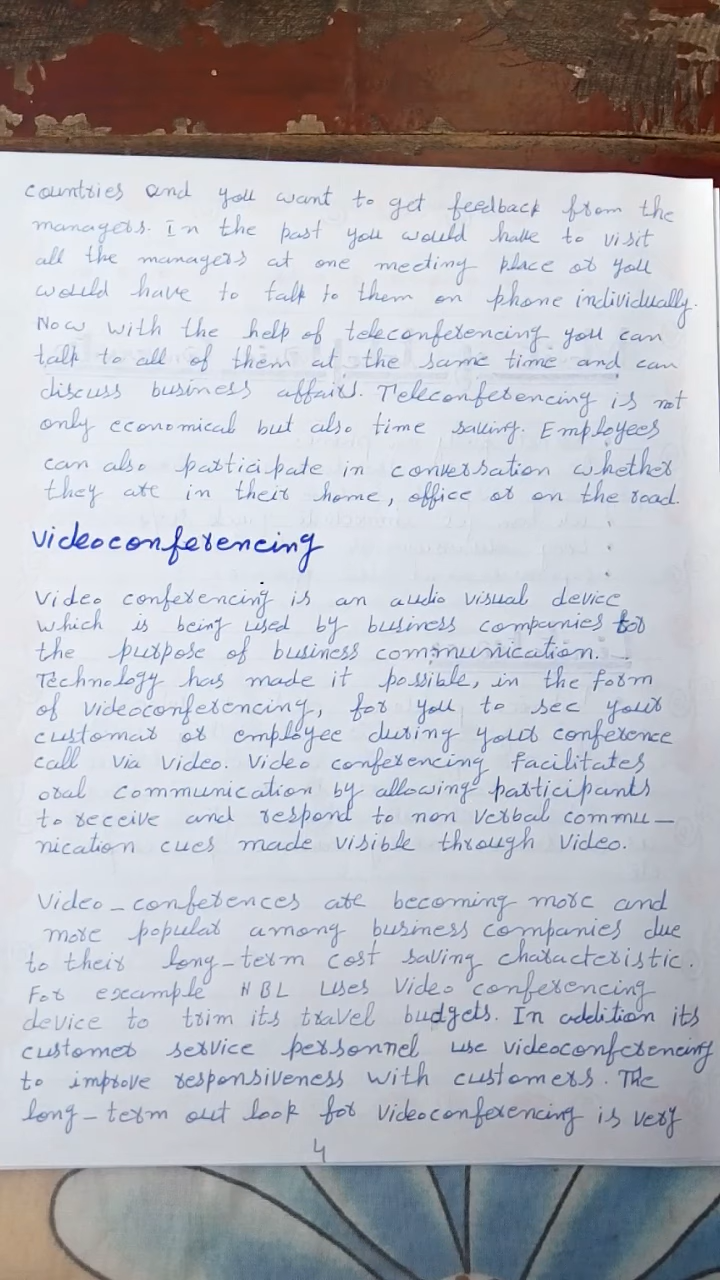 countries and you want to get feedback from the
managers. In the past you would have to visit
all the managers at one meeting place or you
would have to talk to them on phone individually.
Now with the help of teleconferencing you can
talk to all of them at the same time and can
discuss business affairs. Teleconferencing is not
only economical but also time saving. Employees
can also participate in conversation whether
they are in their home, office or on the road.
videoconferencing
Video conferencing is an audio visual device
which is being used by business companies for
the purpose of business communication.
Technology has made it possible, in the form
of videoconferencing, for you to see your
customar or employee during your conference
call via video. Video conferencing facilitates
oral communication by allowing participants
to receive and respond to non verbal commu-
nication cues made visible through video.
Video-conferences are becoming more and
more popular among business companies due
to their long-term cost saving characteristic.
For example NBL uses Video conferencing
device to trim its travel budgets. In addition its
customer service personnel use videoconferencing
to improve responsiveness with customers. The
long-term out look for videoconferencing is very
4